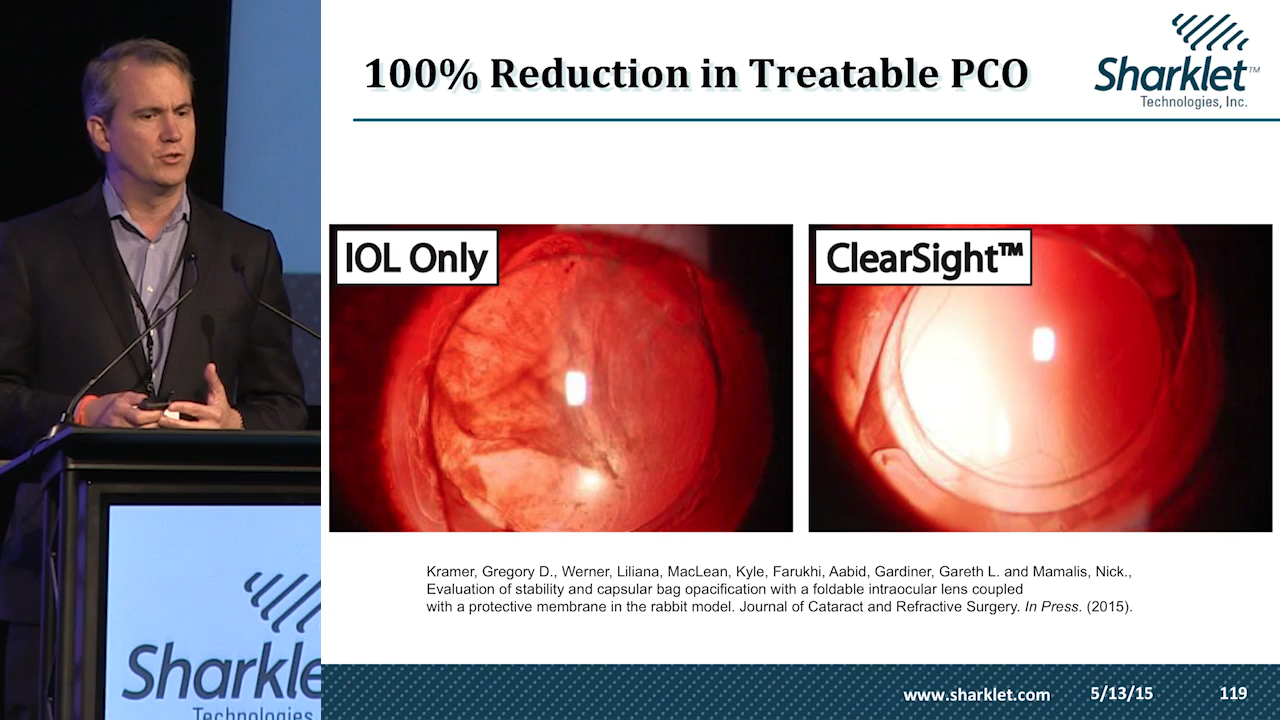 100% Reduction in Treatable PCO
Sharklet™
Technologies, Inc.
IOL Only
ClearSight™
Kramer, Gregory D., Werner, Liliana, MacLean, Kyle, Farukhi, Aabid, Gardiner, Gareth L. and Mamalis, Nick.,
Evaluation of stability and capsular bag opacification with a foldable intraocular lens coupled
with a protective membrane in the rabbit model. Journal of Cataract and Refractive Surgery. In Press. (2015).
www.sharklet.com 5/13/15 119
Sharkle
Technologies